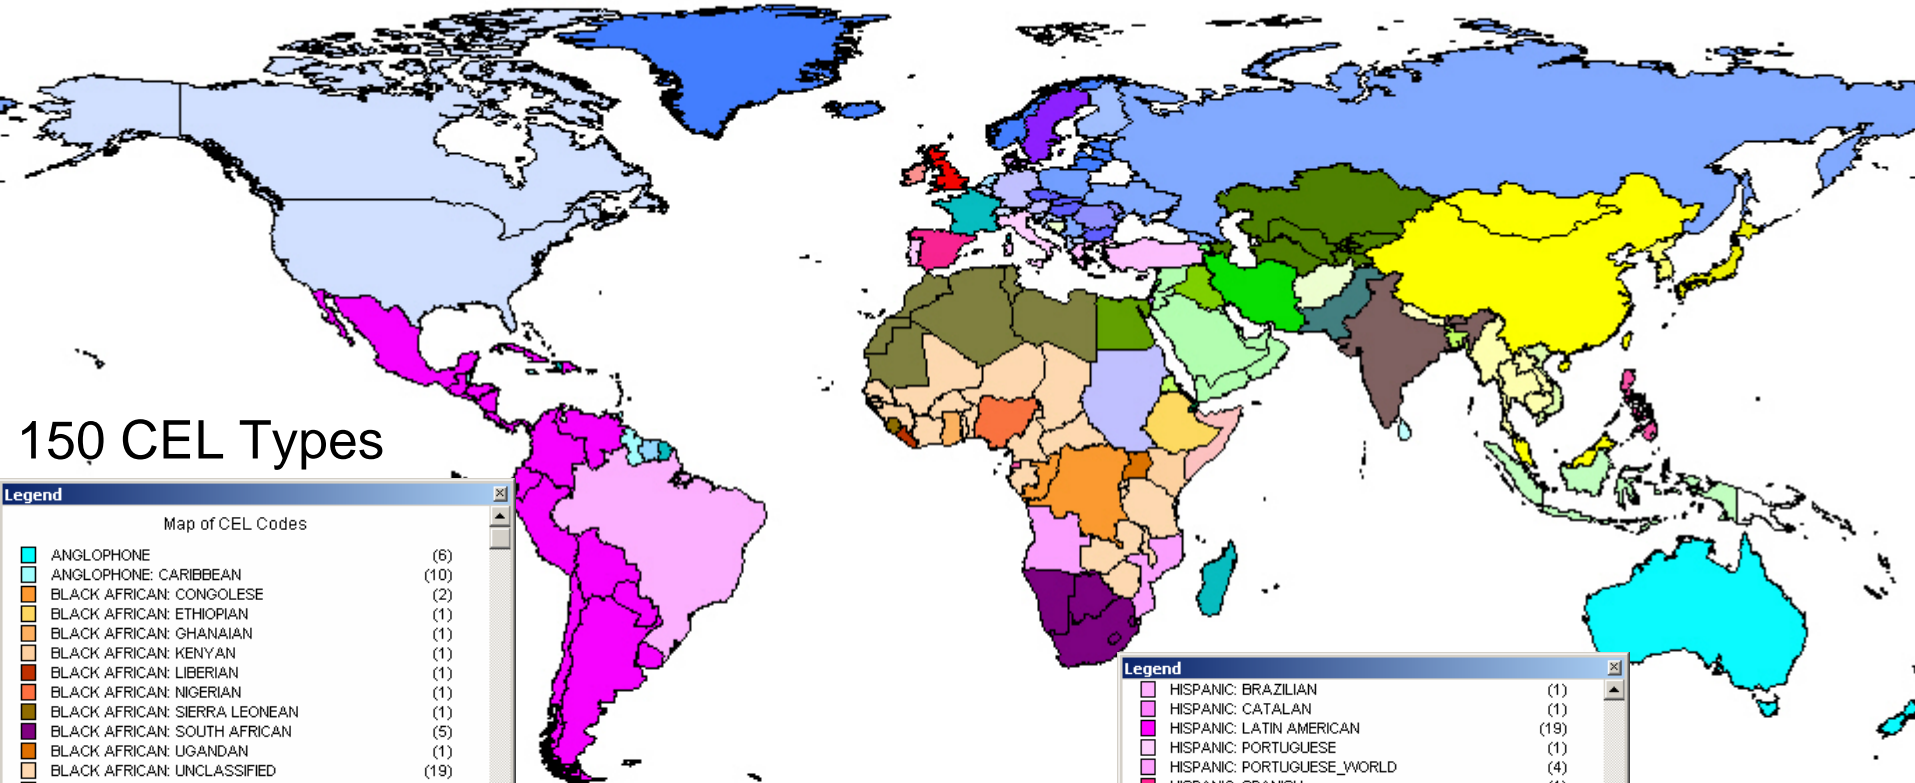 150 CEL Types
Legend
Map of CEL Codes
ANGLOPHONE (6)
ANGLOPHONE: CARIBBEAN (10)
BLACK AFRICAN: CONGOLESE (2)
BLACK AFRICAN: ETHIOPIAN (1)
BLACK AFRICAN: GHANAIAN (1)
BLACK AFRICAN: KENYAN (1)
BLACK AFRICAN: LIBERIAN (1)
BLACK AFRICAN: NIGERIAN (1)
BLACK AFRICAN: SIERRA LEONEAN (1)
BLACK AFRICAN: SOUTH AFRICAN (5)
BLACK AFRICAN: UGANDAN (1)
BLACK AFRICAN: UNCLASSIFIED (19)
Legend
HISPANIC: BRAZILIAN (1)
HISPANIC: CATALAN (1)
HISPANIC: LATIN AMERICAN (19)
HISPANIC: PORTUGUESE (1)
HISPANIC: PORTUGUESE_WORLD (4)